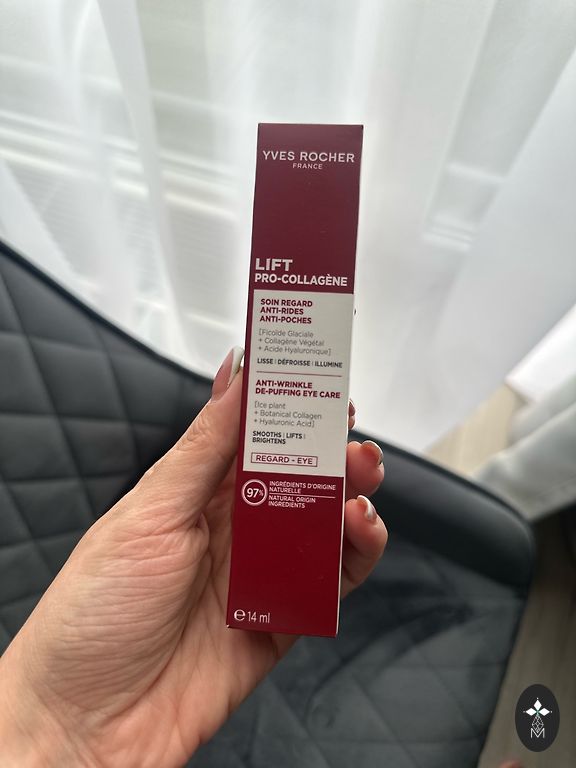 YVES ROCHER
FRANCE
LIFT
PRO-COLLAGÈNE
SOIN REGARD
ANTI-RIDES
ANTI-POCHES
[Ficoïde Glaciale
+ Collagène Végétal
+ Acide Hyaluronique]
LISSE | DÉFROISSE | ILLUMINE
ANTI-WRINKLE
DE-PUFFING EYE CARE
[Ice plant
+ Botanical Collagen
+ Hyaluronic Acid]
SMOOTHS | LIFTS |
BRIGHTENS
REGARD - EYE
97%
INGRÉDIENTS D'ORIGINE
NATURELLE
NATURAL ORIGIN
INGREDIENTS
℮ 14 ml
M